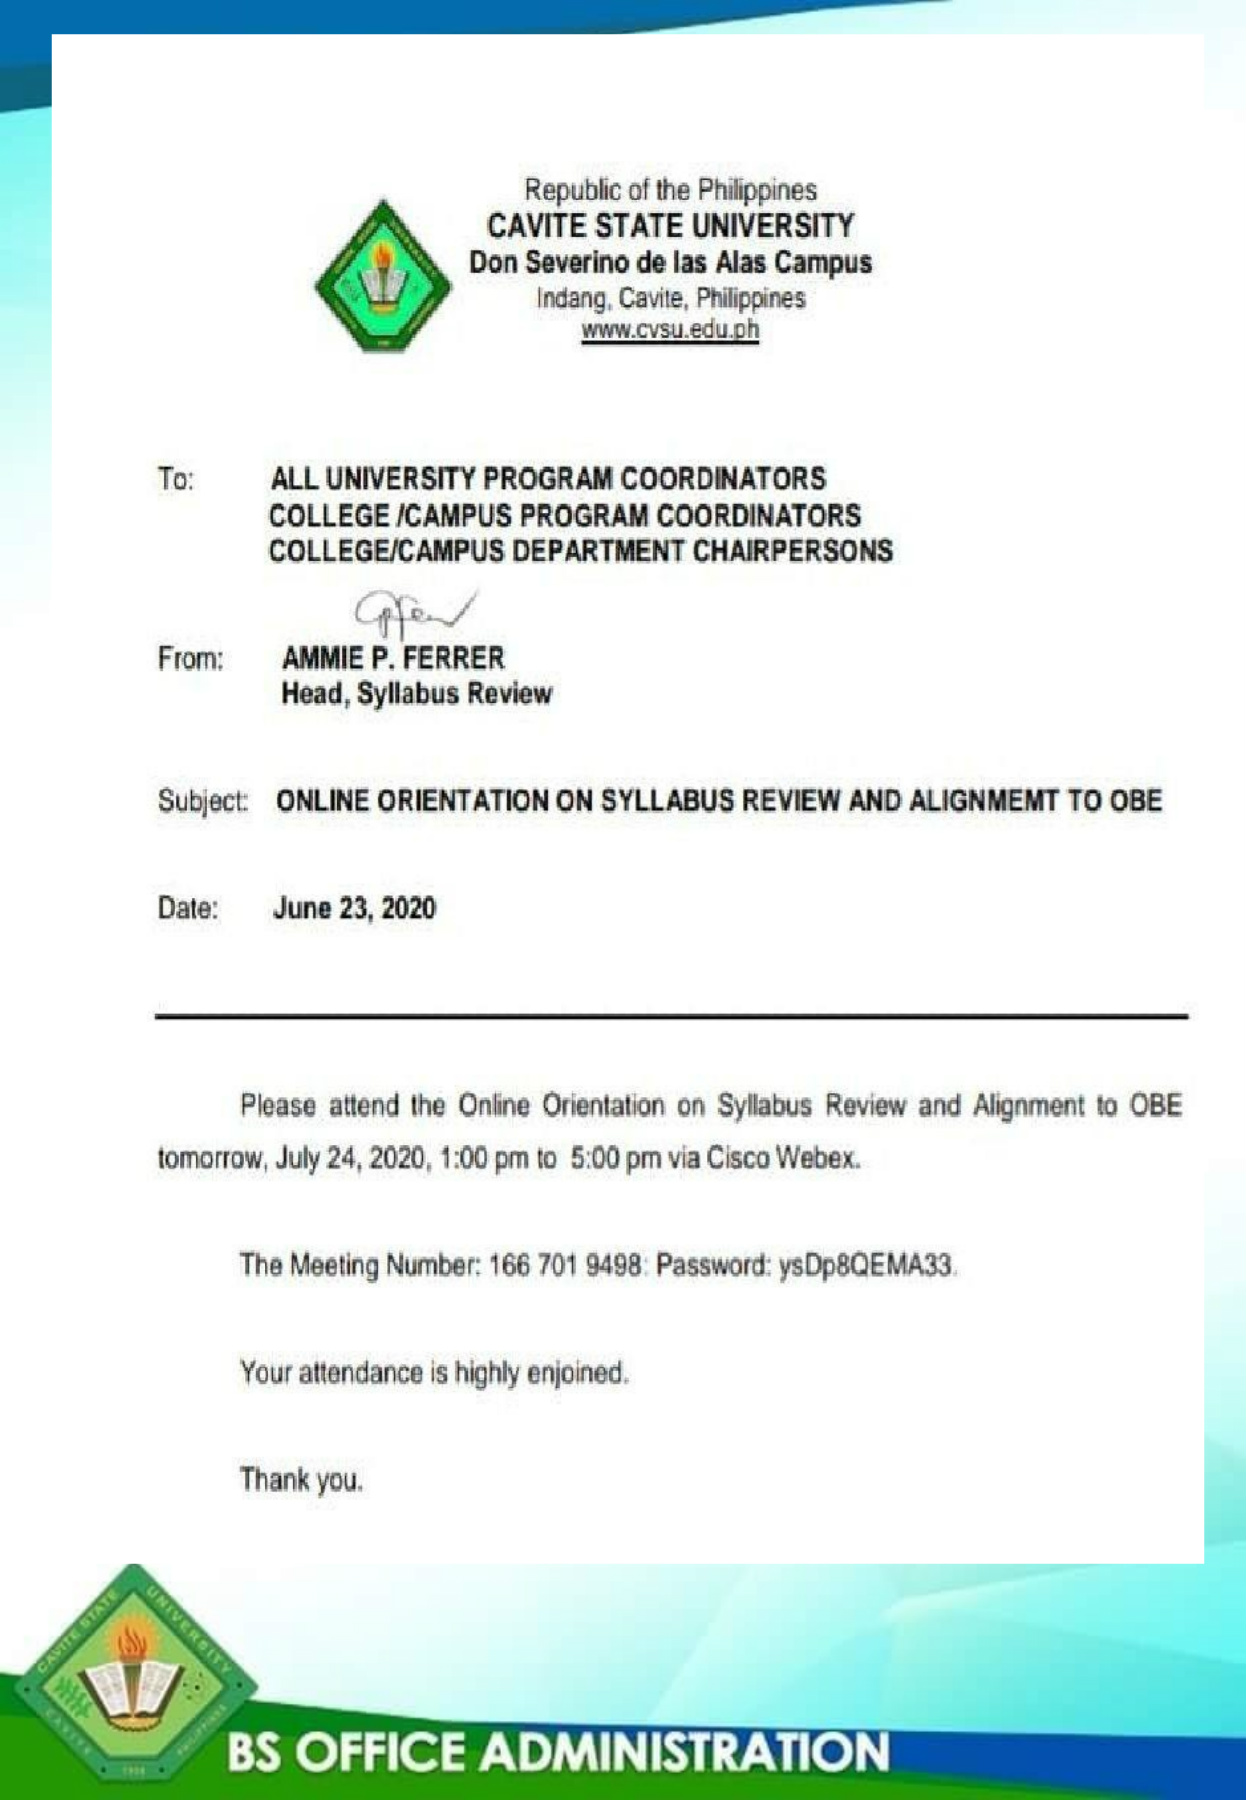 Republic of the Philippines
CAVITE STATE UNIVERSITY
Don Severino de las Alas Campus
Indang, Cavite, Philippines
www.cvsu.edu.ph
To: ALL UNIVERSITY PROGRAM COORDINATORS
COLLEGE /CAMPUS PROGRAM COORDINATORS
COLLEGE/CAMPUS DEPARTMENT CHAIRPERSONS
From: AMMIE P. FERRER
Head, Syllabus Review
Subject: ONLINE ORIENTATION ON SYLLABUS REVIEW AND ALIGNMEMT TO OBE
Date: June 23, 2020
Please attend the Online Orientation on Syllabus Review and Alignment to OBE
tomorrow, July 24, 2020, 1:00 pm to 5:00 pm via Cisco Webex.
The Meeting Number: 166 701 9498: Password: ysDp8QEMA33.
Your attendance is highly enjoined.
Thank you.
CAVITE STATE UNIVERSITY
CAVITE PHILIPPINES
1906
BS OFFICE ADMINISTRATION